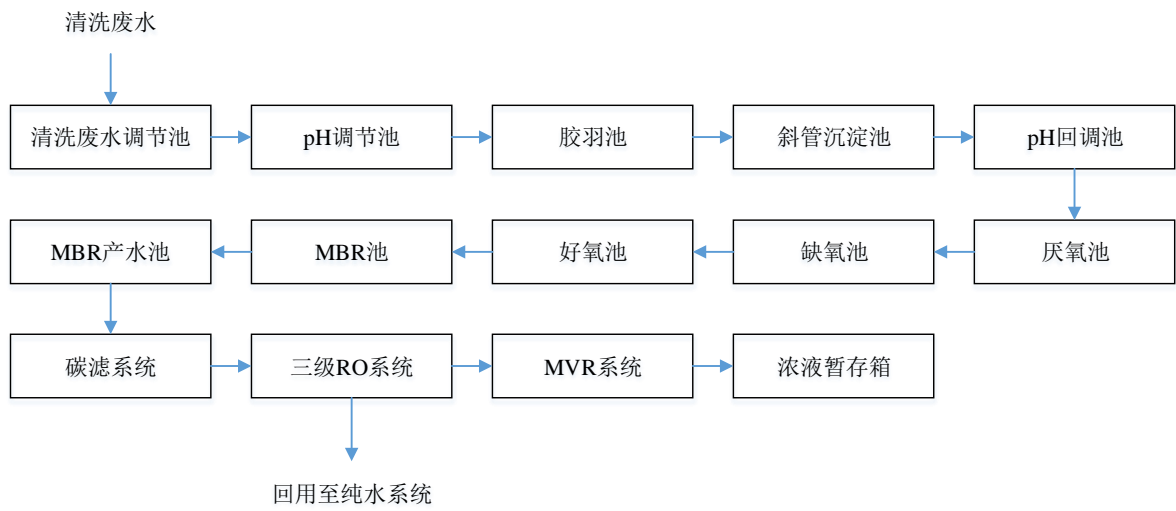 清洗废水
清洗废水调节池
pH调节池
胶羽池
斜管沉淀池
pH回调池
厌氧池
缺氧池
好氧池
MBR池
MBR产水池
碳滤系统
三级RO系统
MVR系统
浓液暂存箱
回用至纯水系统